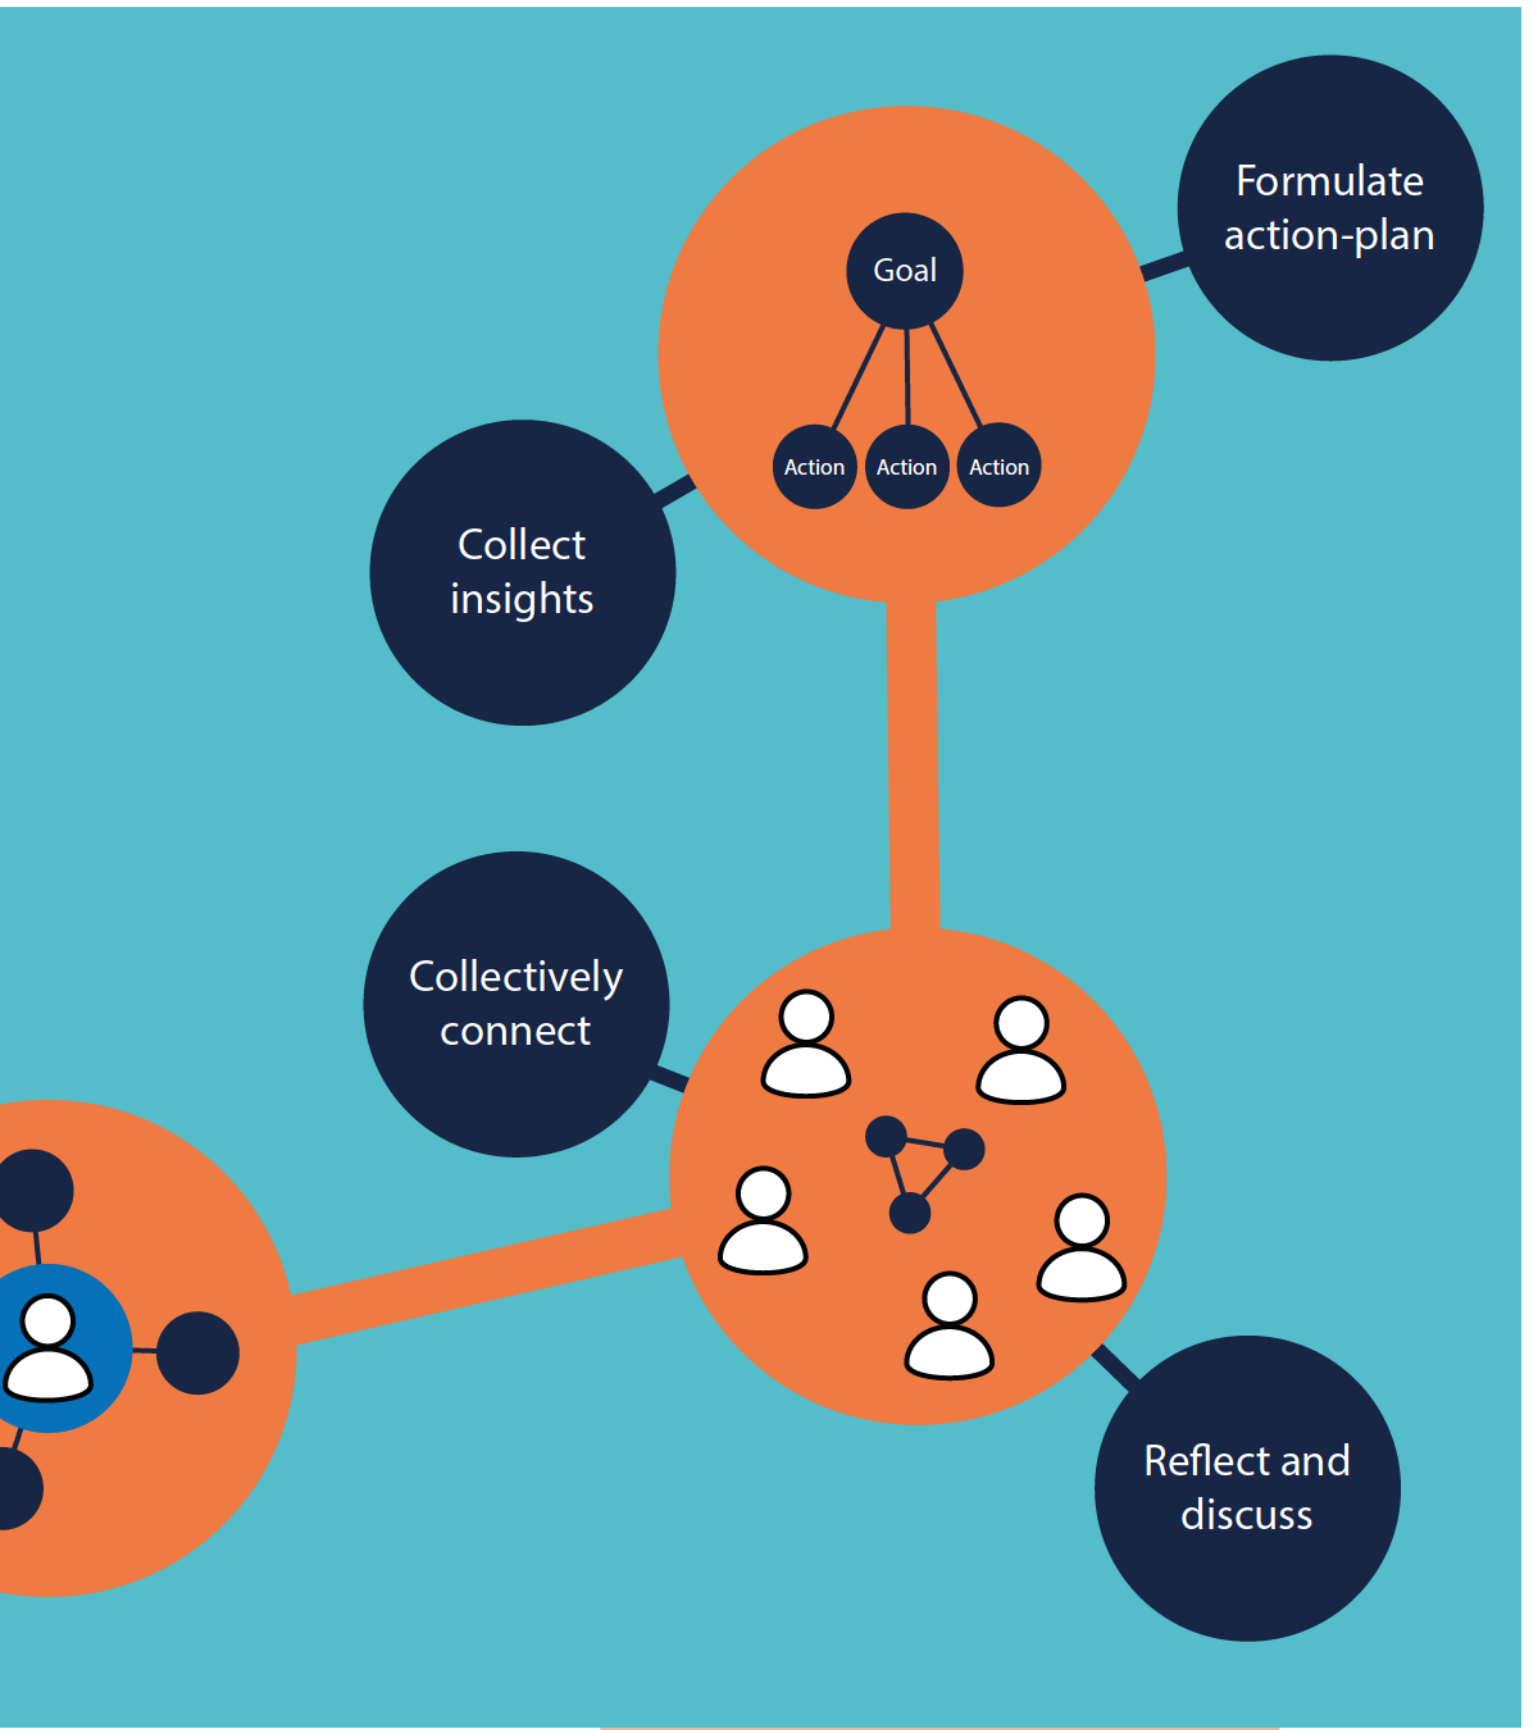 Formulate
action-plan
Goal
Action Action Action
Collect
insights
Collectively
connect
Reflect and
discuss